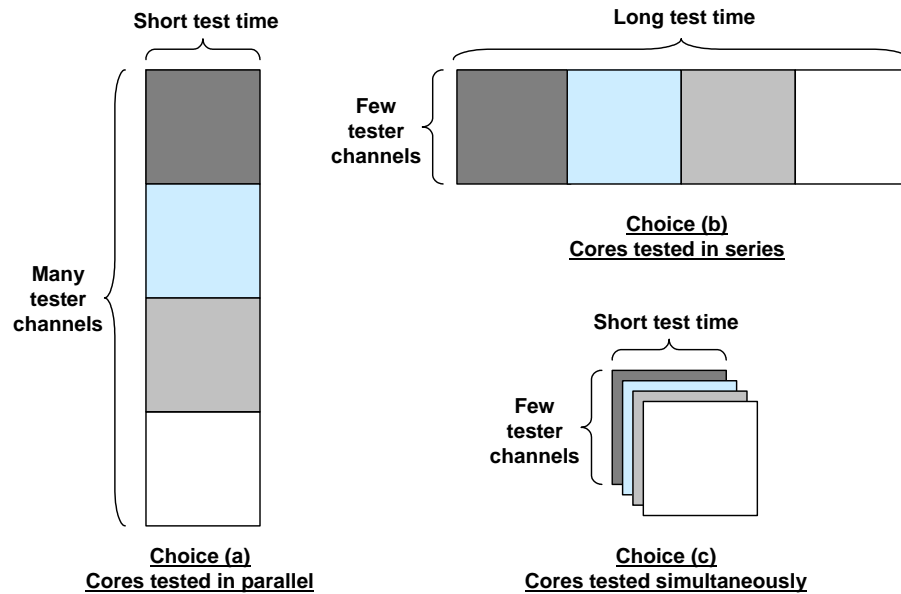 Short test time
Many
tester
channels
Choice (a)
Cores tested in parallel
Long test time
Few
tester
channels
Choice (b)
Cores tested in series
Short test time
Few
tester
channels
Choice (c)
Cores tested simultaneously